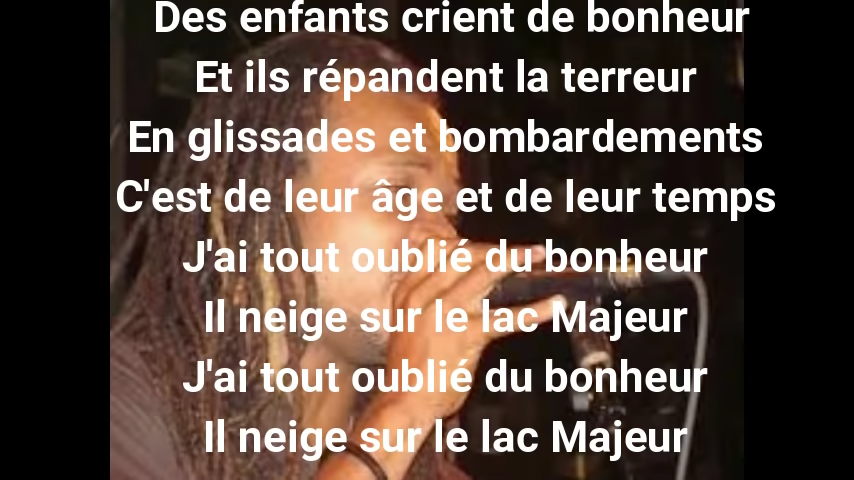 Des enfants crient de bonheur
Et ils répandent la terreur
En glissades et bombardements
C'est de leur âge et de leur temps
J'ai tout oublié du bonheur
Il neige sur le lac Majeur
J'ai tout oublié du bonheur
Il neige sur le lac Majeur